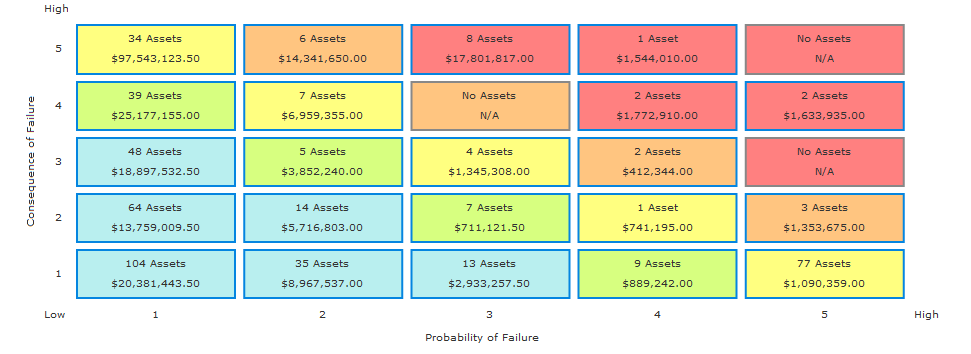 High
5
34 Assets
$97,543,123.50
6 Assets
$14,341,650.00
8 Assets
$17,801,817.00
1 Asset
$1,544,010.00
No Assets
N/A
4
39 Assets
$25,177,155.00
7 Assets
$6,959,355.00
No Assets
N/A
2 Assets
$1,772,910.00
2 Assets
$1,633,935.00
3
48 Assets
$18,897,532.50
5 Assets
$3,852,240.00
4 Assets
$1,345,308.00
2 Assets
$412,344.00
No Assets
N/A
2
64 Assets
$13,759,009.50
14 Assets
$5,716,803.00
7 Assets
$711,121.50
1 Asset
$741,195.00
3 Assets
$1,353,675.00
1
104 Assets
$20,381,443.50
35 Assets
$8,967,537.00
13 Assets
$2,933,257.50
9 Assets
$889,242.00
77 Assets
$1,090,359.00
Consequence of Failure
Low
1
2
3
4
5
High
Probability of Failure